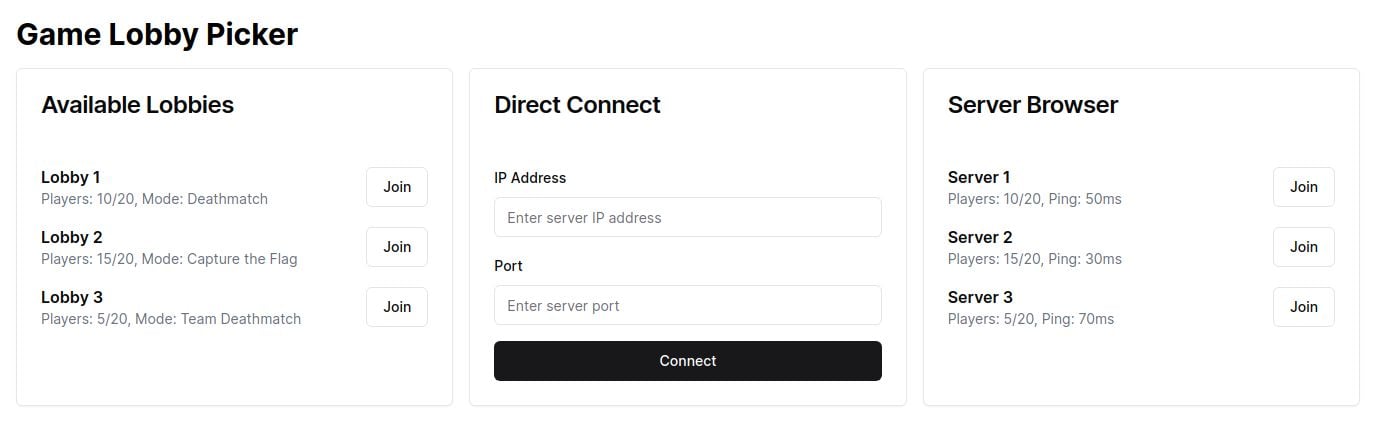 Game Lobby Picker
Available Lobbies
Lobby 1
Players: 10/20, Mode: Deathmatch
Join
Lobby 2
Players: 15/20, Mode: Capture the Flag
Join
Lobby 3
Players: 5/20, Mode: Team Deathmatch
Join
Direct Connect
IP Address
Enter server IP address
Port
Enter server port
Connect
Server Browser
Server 1
Players: 10/20, Ping: 50ms
Join
Server 2
Players: 15/20, Ping: 30ms
Join
Server 3
Players: 5/20, Ping: 70ms
Join